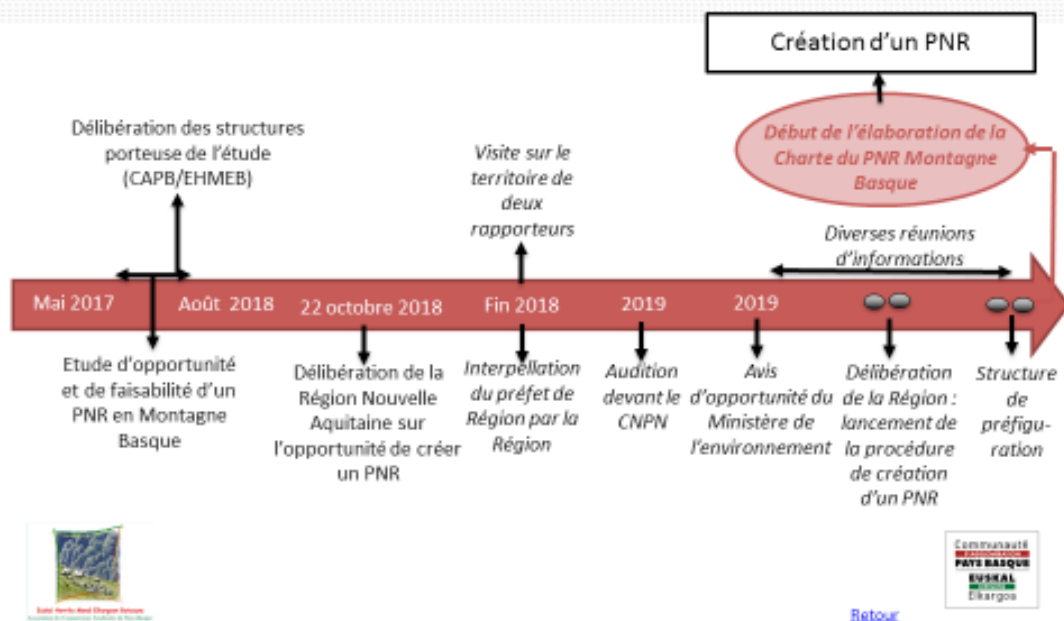 Création d'un PNR
Début de l'élaboration de la
Charte du PNR Montagne
Basque
Délibération des structures
porteuse de l'étude
(CAPB/EHMEB)
Visite sur le
territoire de
deux
rapporteurs
Diverses réunions
d'informations
Mai 2017
Août 2018
22 octobre 2018
Fin 2018
2019
2019
Etude d'opportunité
et de faisabilité d'un
PNR en Montagne
Basque
Délibération de la
Région Nouvelle
Aquitaine sur
l'opportunité de créer
un PNR
Interpellation
du préfet de
Région par la
Région
Audition
devant le
CNPN
Avis
d'opportunité du
Ministère de
l'environnement
Délibération
de la Région :
lancement de
la procédure
de création
d'un PNR
Structure
de
préfigu-
ration
Communauté
PAYS BASQUE
EUSKAL
Elkargoa
Retour